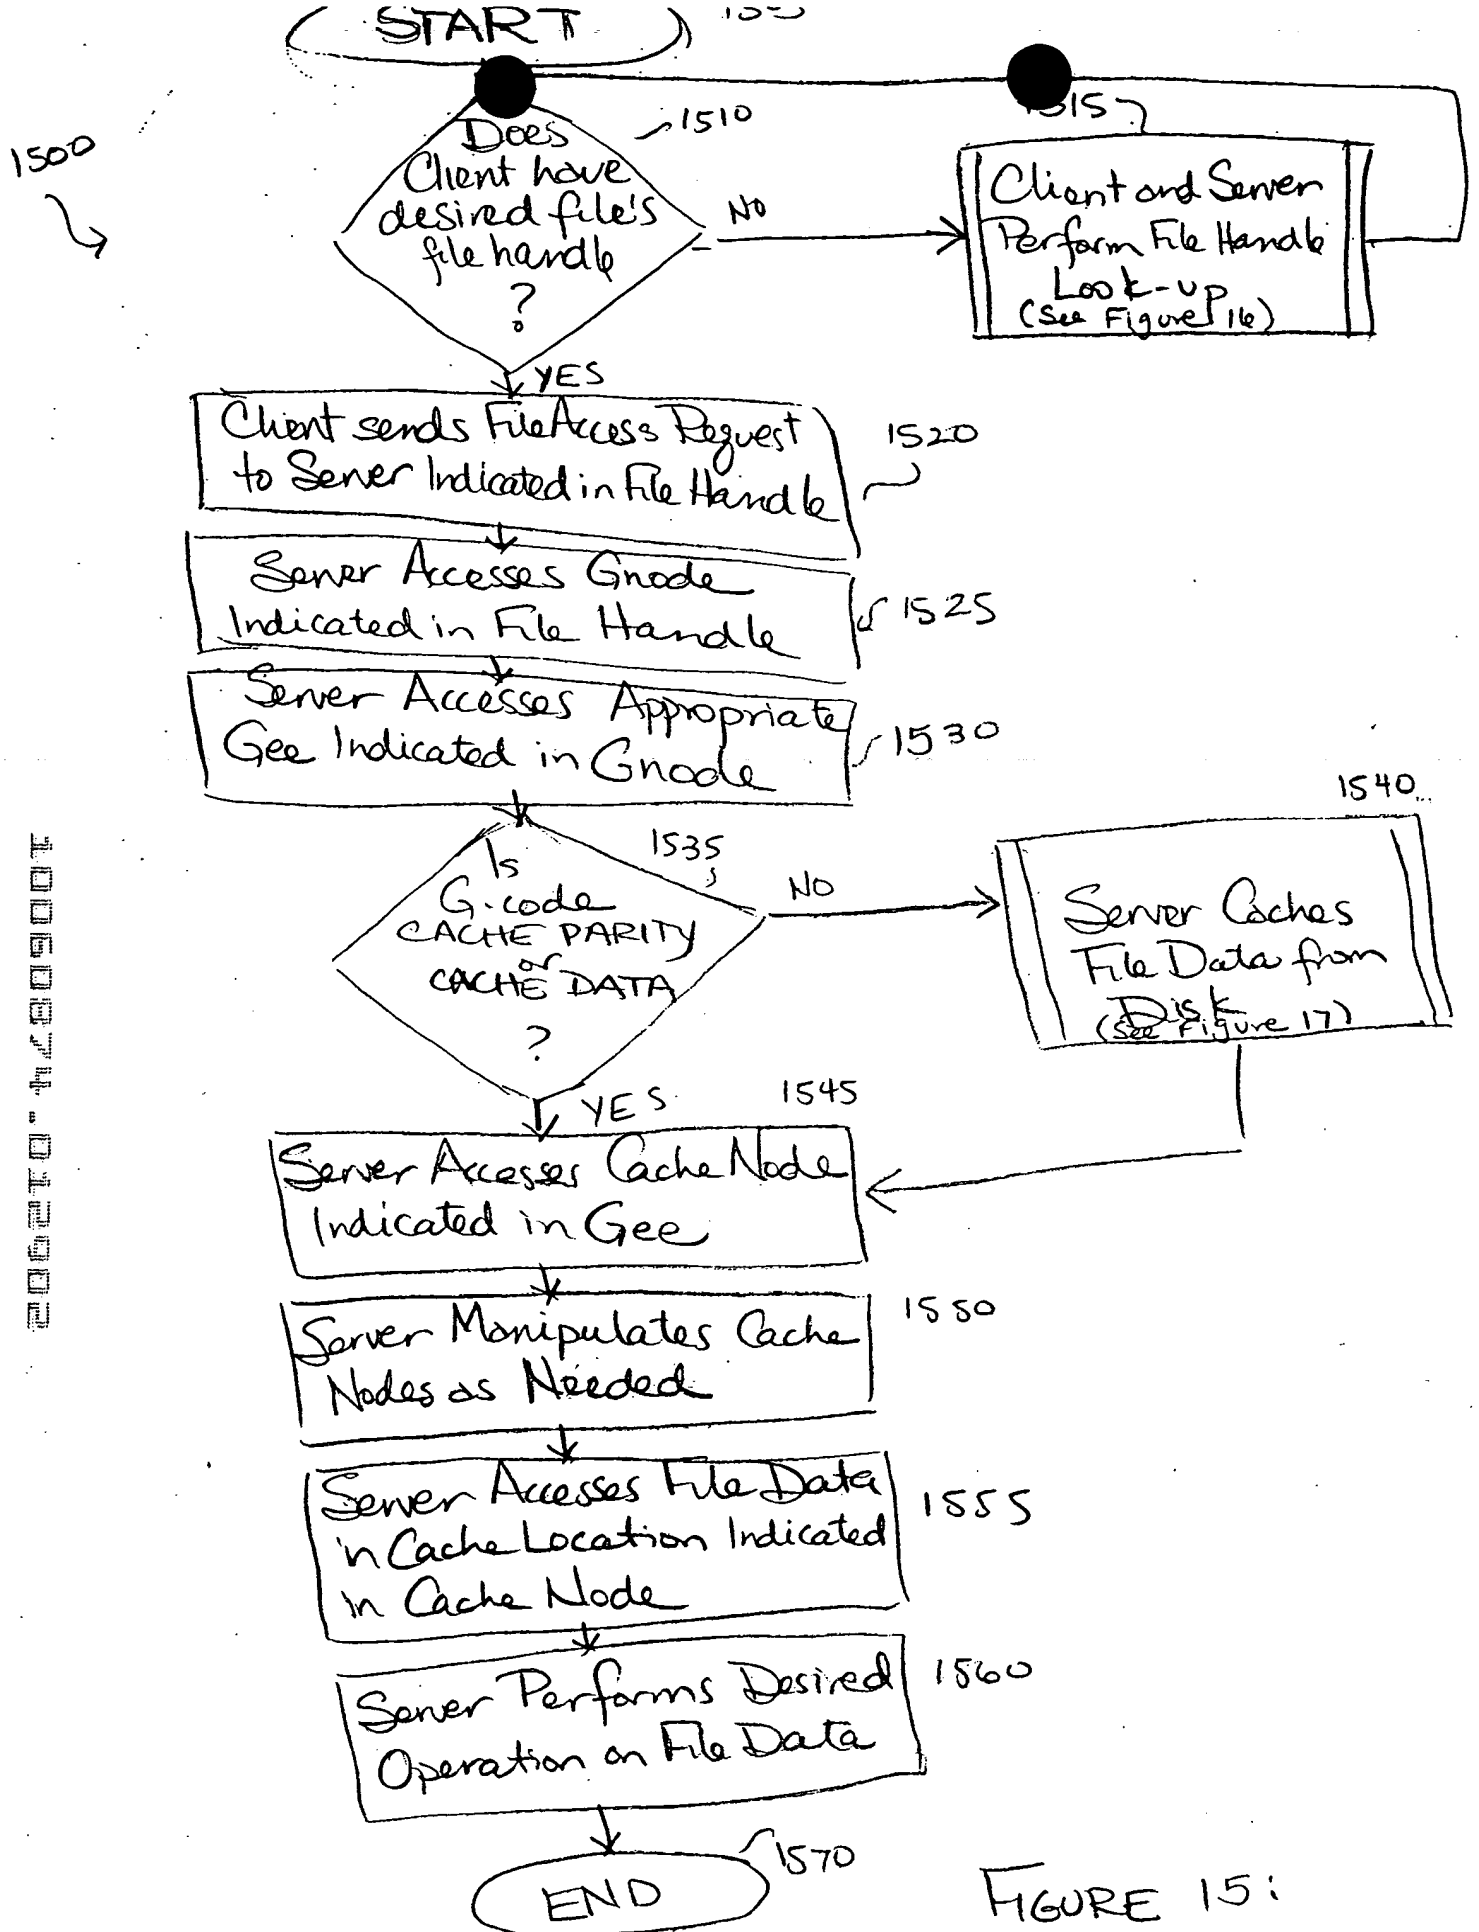 START
1500
Does
Client have
desired file's
file handle
?
1510
NO
1515
Client and Server
Perform File Handle
Look-up
(See Figure 16)
YES
Client sends File Access Request
to Server Indicated in File Handle
1520
Server Accesses Gnode
Indicated in File Handle
1525
Server Accesses Appropriate
Gee Indicated in Gnode
1530
Is
G-code
CACHE PARITY
or
CACHE DATA
?
1535
NO
1540
Server Caches
File Data from
Disk
(See Figure 17)
YES
1545
Server Accesses Cache Node
Indicated in Gee
Server Manipulates Cache
Nodes as Needed
1550
Server Accesses File Data
in Cache Location Indicated
in Cache Node
1555
Server Performs Desired
Operation on File Data
1560
END
1570
FIGURE 15:
10060874.012902